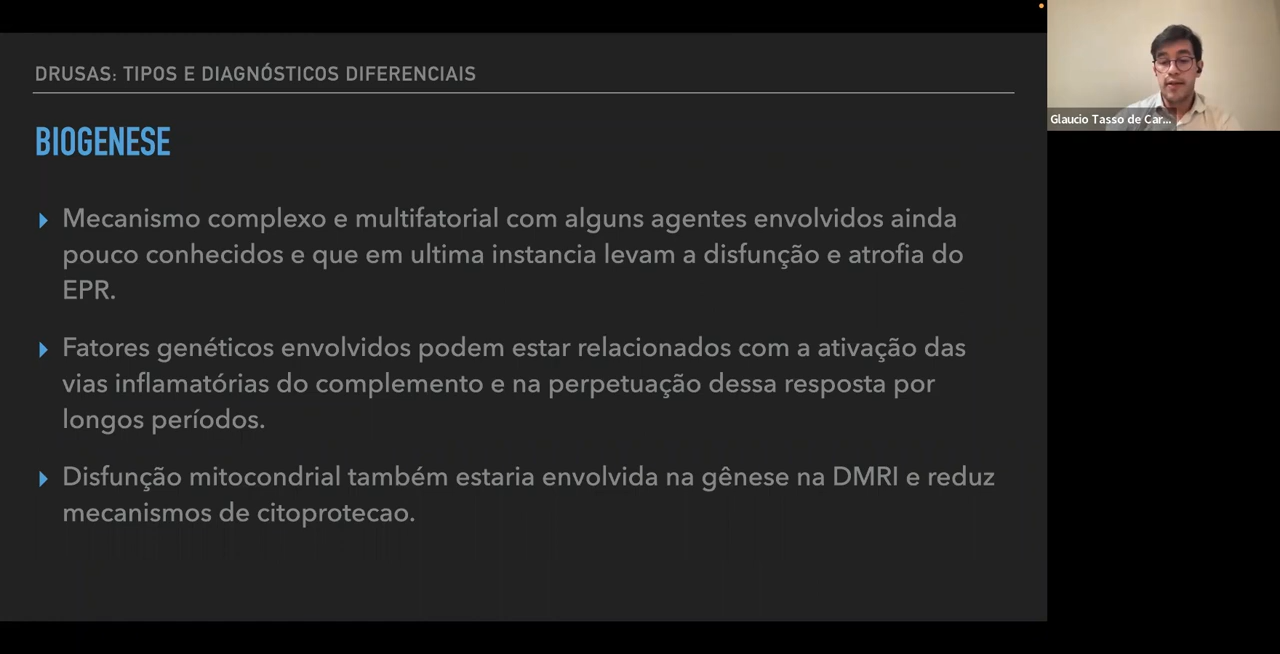 DRUSAS: TIPOS E DIAGNÓSTICOS DIFERENCIAIS
BIOGENESE
Mecanismo complexo e multifatorial com alguns agentes envolvidos ainda
pouco conhecidos e que em ultima instancia levam a disfunção e atrofia do
EPR.
Fatores genéticos envolvidos podem estar relacionados com a ativação das
vias inflamatórias do complemento e na perpetuação dessa resposta por
longos períodos.
Disfunção mitocondrial também estaria envolvida na gênese na DMRI e reduz
mecanismos de citoprotecao.
Glaucio Tasso de Car...